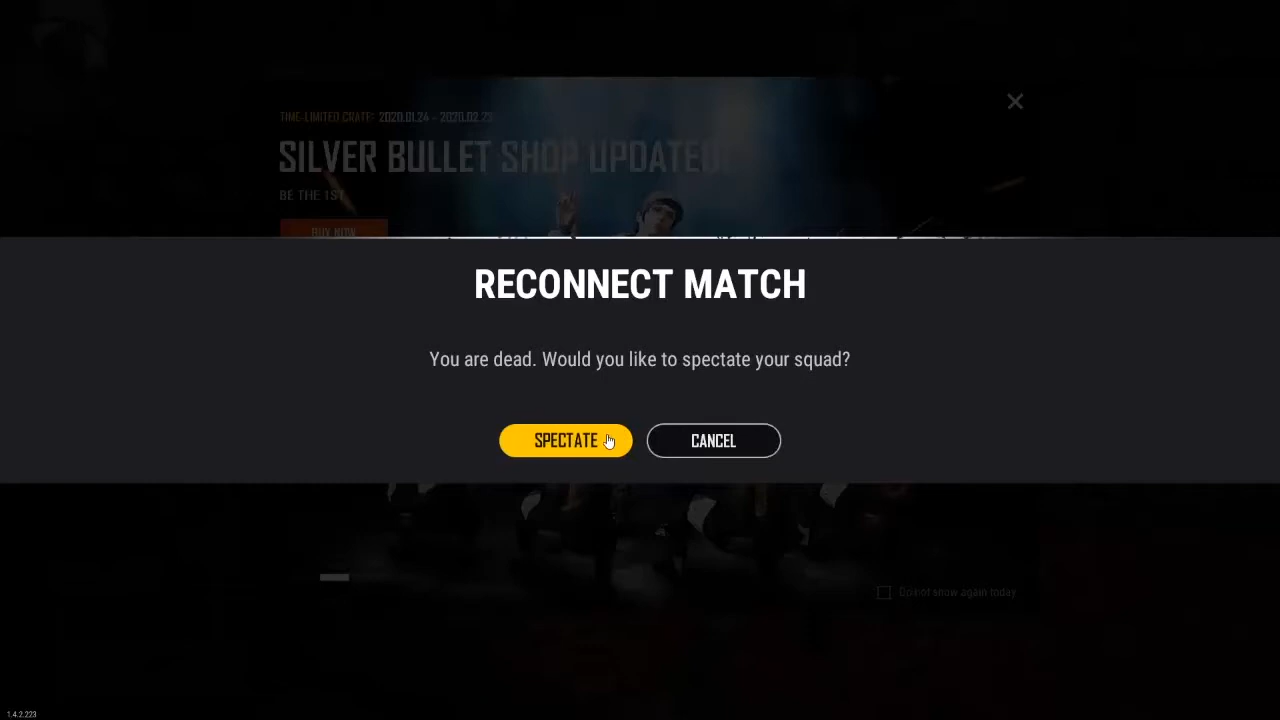 TIME-LIMITED CRATE: 2020.01.24 - 2020.02.23
SILVER BULLET SHOP UPDATED!
BE THE 1ST
BUY NOW
RECONNECT MATCH
You are dead. Would you like to spectate your squad?
SPECTATE
CANCEL
Do not show again today
1.4.2.223